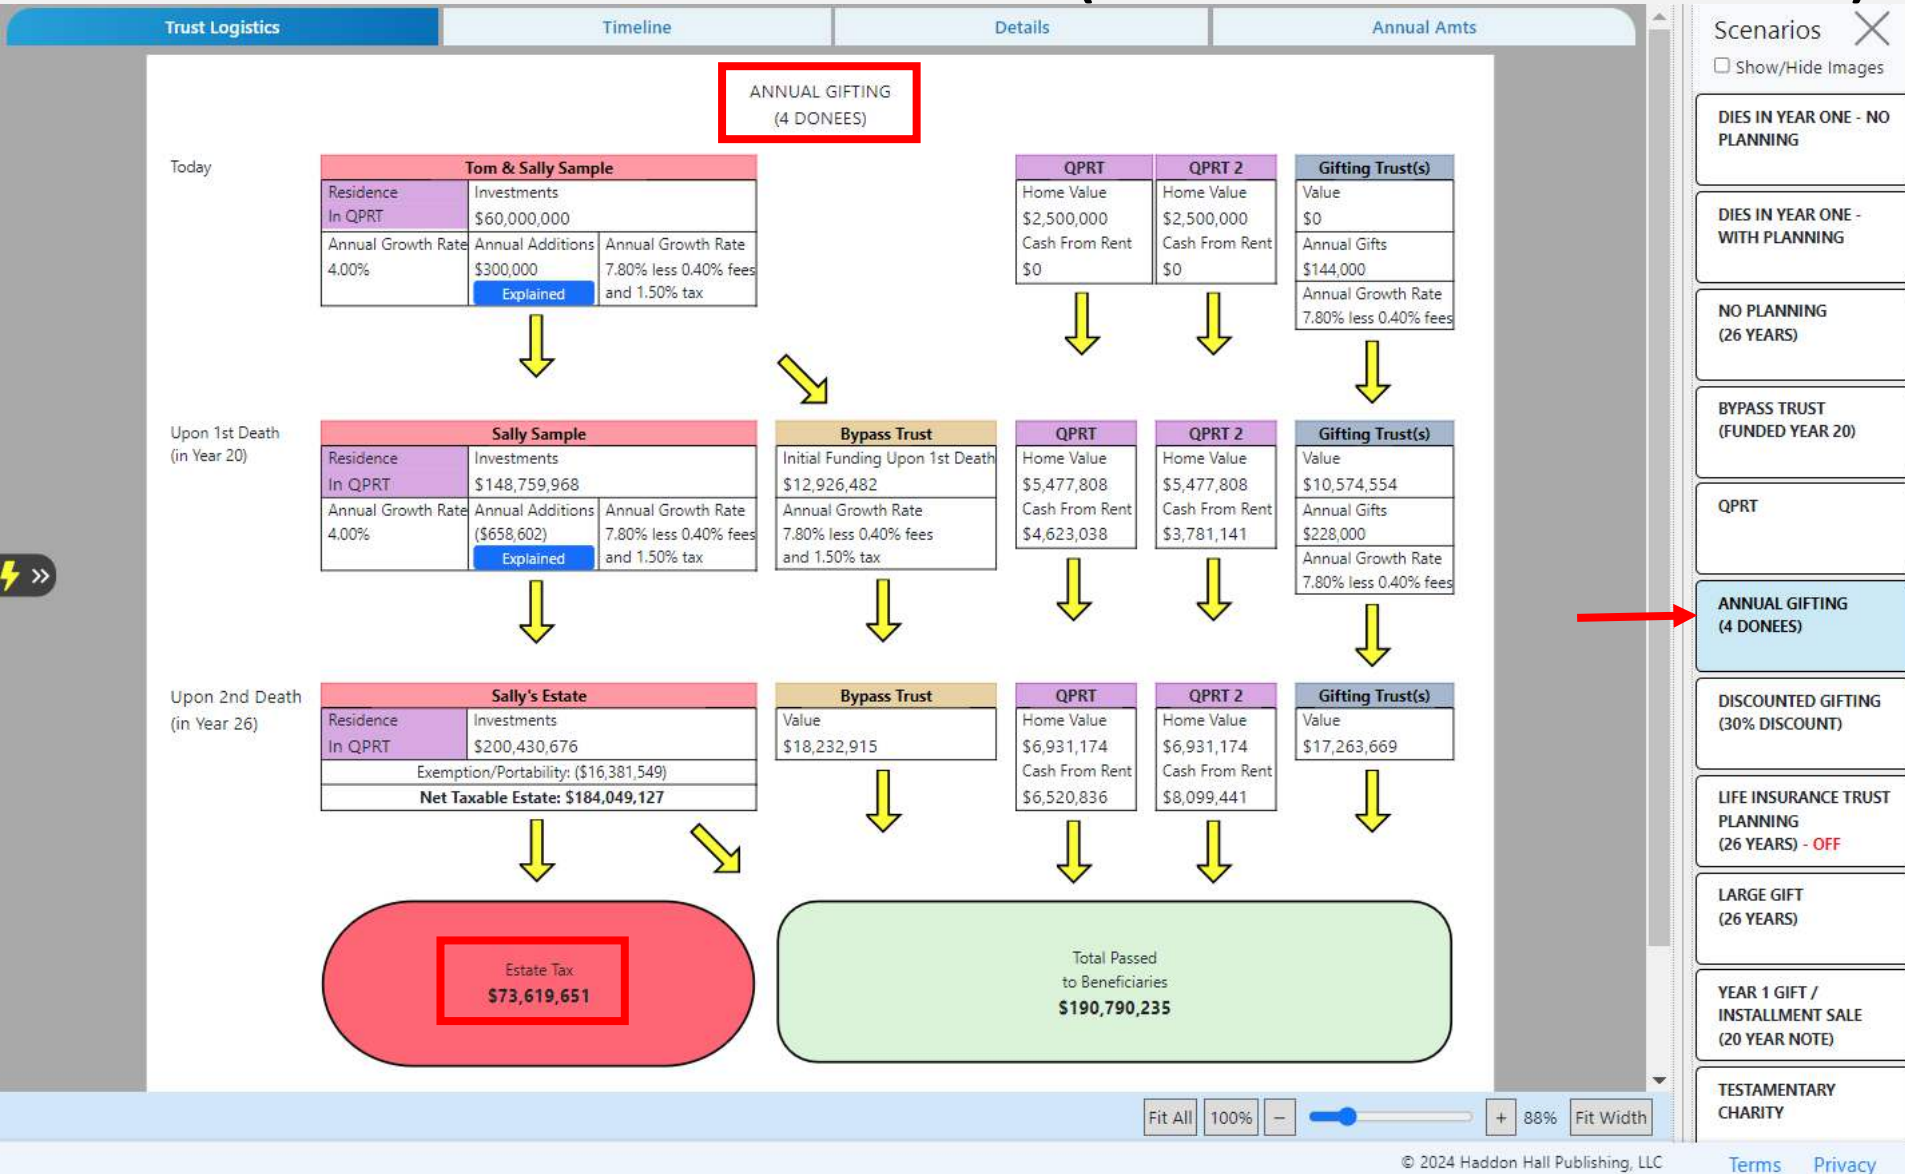 Trust Logistics
Timeline
Details
Annual Amts
Scenarios
Show/Hide Images
ANNUAL GIFTING
(4 DONEES)
Today
Tom & Sally Sample
Residence
In QPRT
Investments
$60,000,000
Annual Growth Rate
4.00%
Annual Additions
$300,000
Explained
Annual Growth Rate
7.80% less 0.40% fees
and 1.50% tax
QPRT
Home Value
$2,500,000
Cash From Rent
$0
QPRT 2
Home Value
$2,500,000
Cash From Rent
$0
Gifting Trust(s)
Value
$0
Annual Gifts
$144,000
Annual Growth Rate
7.80% less 0.40% fees
Upon 1st Death
(in Year 20)
Sally Sample
Residence
In QPRT
Investments
$148,759,968
Annual Growth Rate
4.00%
Annual Additions
($658,602)
Explained
Annual Growth Rate
7.80% less 0.40% fees
and 1.50% tax
Bypass Trust
Initial Funding Upon 1st Death
$12,926,482
Annual Growth Rate
7.80% less 0.40% fees
and 1.50% tax
QPRT
Home Value
$5,477,808
Cash From Rent
$4,623,038
QPRT 2
Home Value
$5,477,808
Cash From Rent
$3,781,141
Gifting Trust(s)
Value
$10,574,554
Annual Gifts
$228,000
Annual Growth Rate
7.80% less 0.40% fees
Upon 2nd Death
(in Year 26)
Sally's Estate
Residence
In QPRT
Investments
$200,430,676
Exemption/Portability: ($16,381,549)
Net Taxable Estate: $184,049,127
Bypass Trust
Value
$18,232,915
QPRT
Home Value
$6,931,174
Cash From Rent
$6,520,836
QPRT 2
Home Value
$6,931,174
Cash From Rent
$8,099,441
Gifting Trust(s)
Value
$17,263,669
Estate Tax
$73,619,651
Total Passed
to Beneficiaries
$190,790,235
DIES IN YEAR ONE - NO
PLANNING
DIES IN YEAR ONE -
WITH PLANNING
NO PLANNING
(26 YEARS)
BYPASS TRUST
(FUNDED YEAR 20)
QPRT
ANNUAL GIFTING
(4 DONEES)
DISCOUNTED GIFTING
(30% DISCOUNT)
LIFE INSURANCE TRUST
PLANNING
(26 YEARS) - OFF
LARGE GIFT
(26 YEARS)
YEAR 1 GIFT /
INSTALLMENT SALE
(20 YEAR NOTE)
TESTAMENTARY
CHARITY
Fit All
100%
−
+
88%
Fit Width
© 2024 Haddon Hall Publishing, LLC
Terms
Privacy